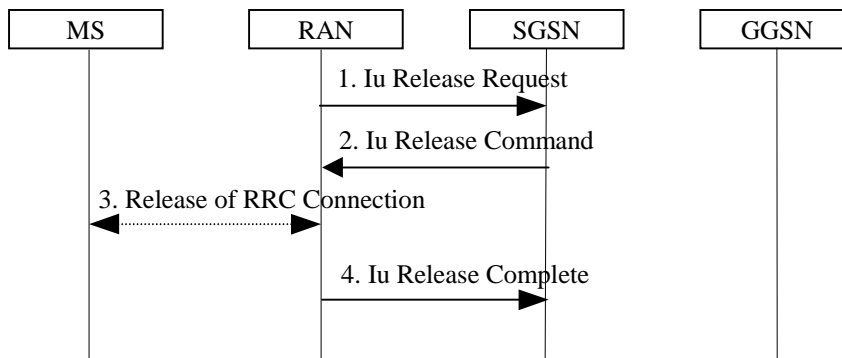 MS
RAN
SGSN
GGSN
1. Iu Release Request
2. Iu Release Command
3. Release of RRC Connection
4. Iu Release Complete